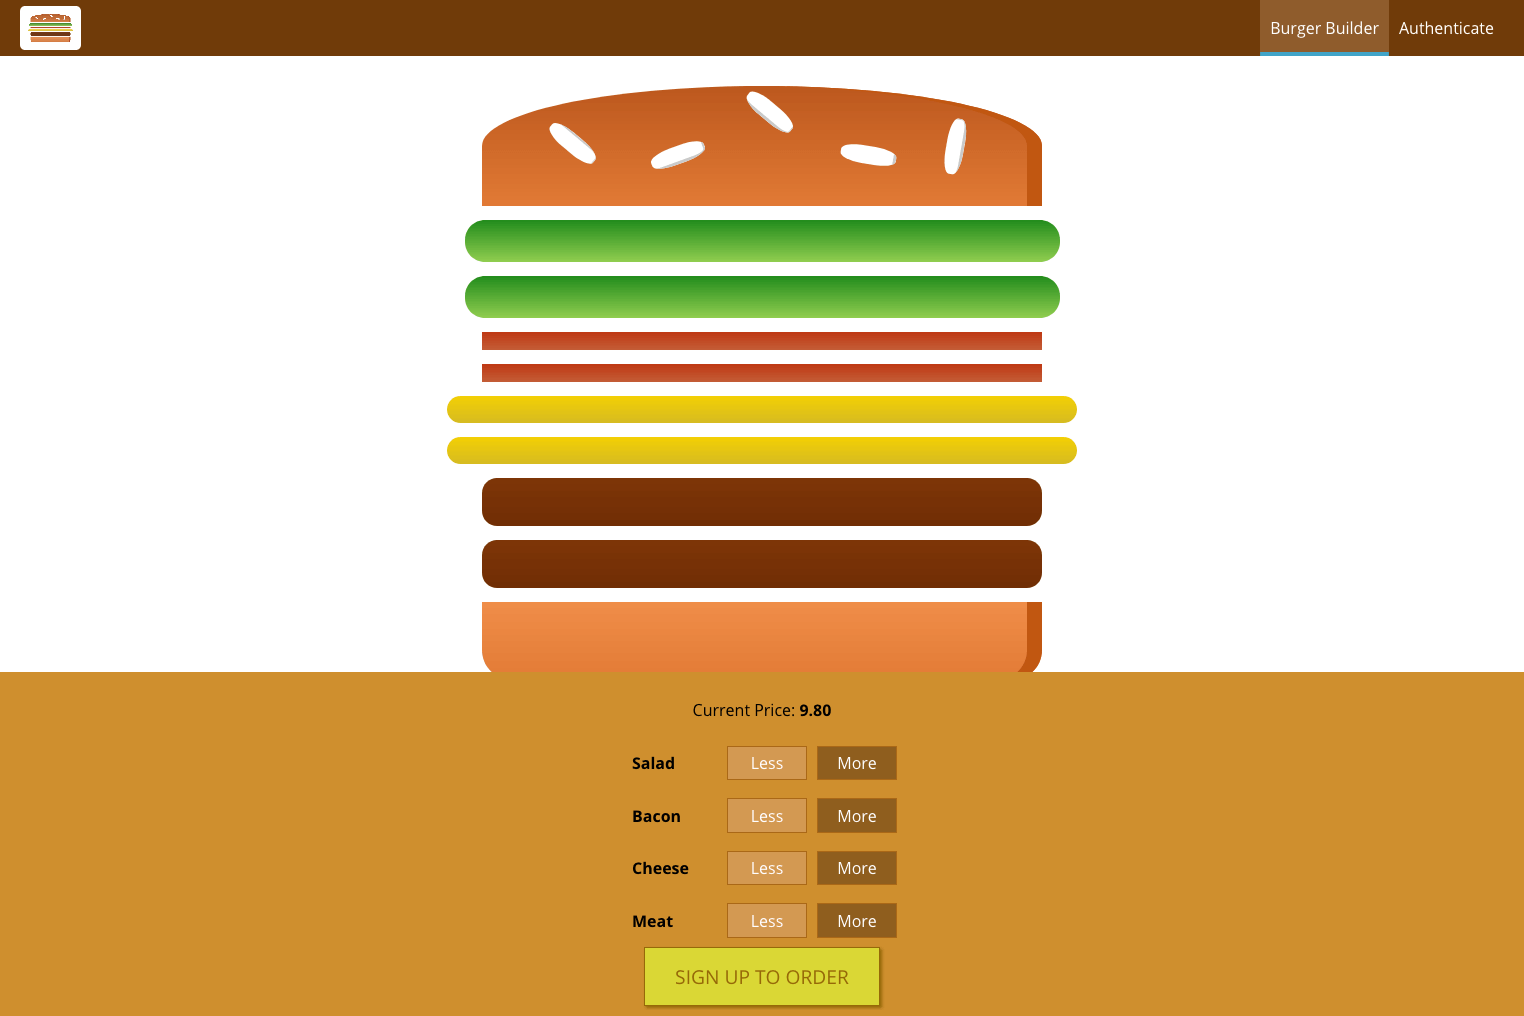 Burger Builder Authenticate
Current Price: 9.80
Salad Less More
Bacon Less More
Cheese Less More
Meat Less More
SIGN UP TO ORDER